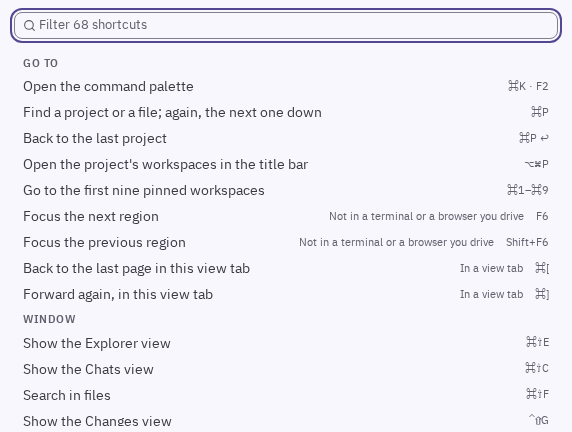 Filter 68 shortcuts
GO TO
Open the command palette ⌘K · F2
Find a project or a file; again, the next one down ⌘P
Back to the last project ⌘P ↩
Open the project's workspaces in the title bar ⌥⌘P
Go to the first nine pinned workspaces ⌘1–⌘9
Focus the next region Not in a terminal or a browser you drive F6
Focus the previous region Not in a terminal or a browser you drive Shift+F6
Back to the last page in this view tab In a view tab ⌘[
Forward again, in this view tab In a view tab ⌘]
WINDOW
Show the Explorer view ⌘⇧E
Show the Chats view ⌘⇧C
Search in files ⌘⇧F
Show the Changes view ⌃⇧G